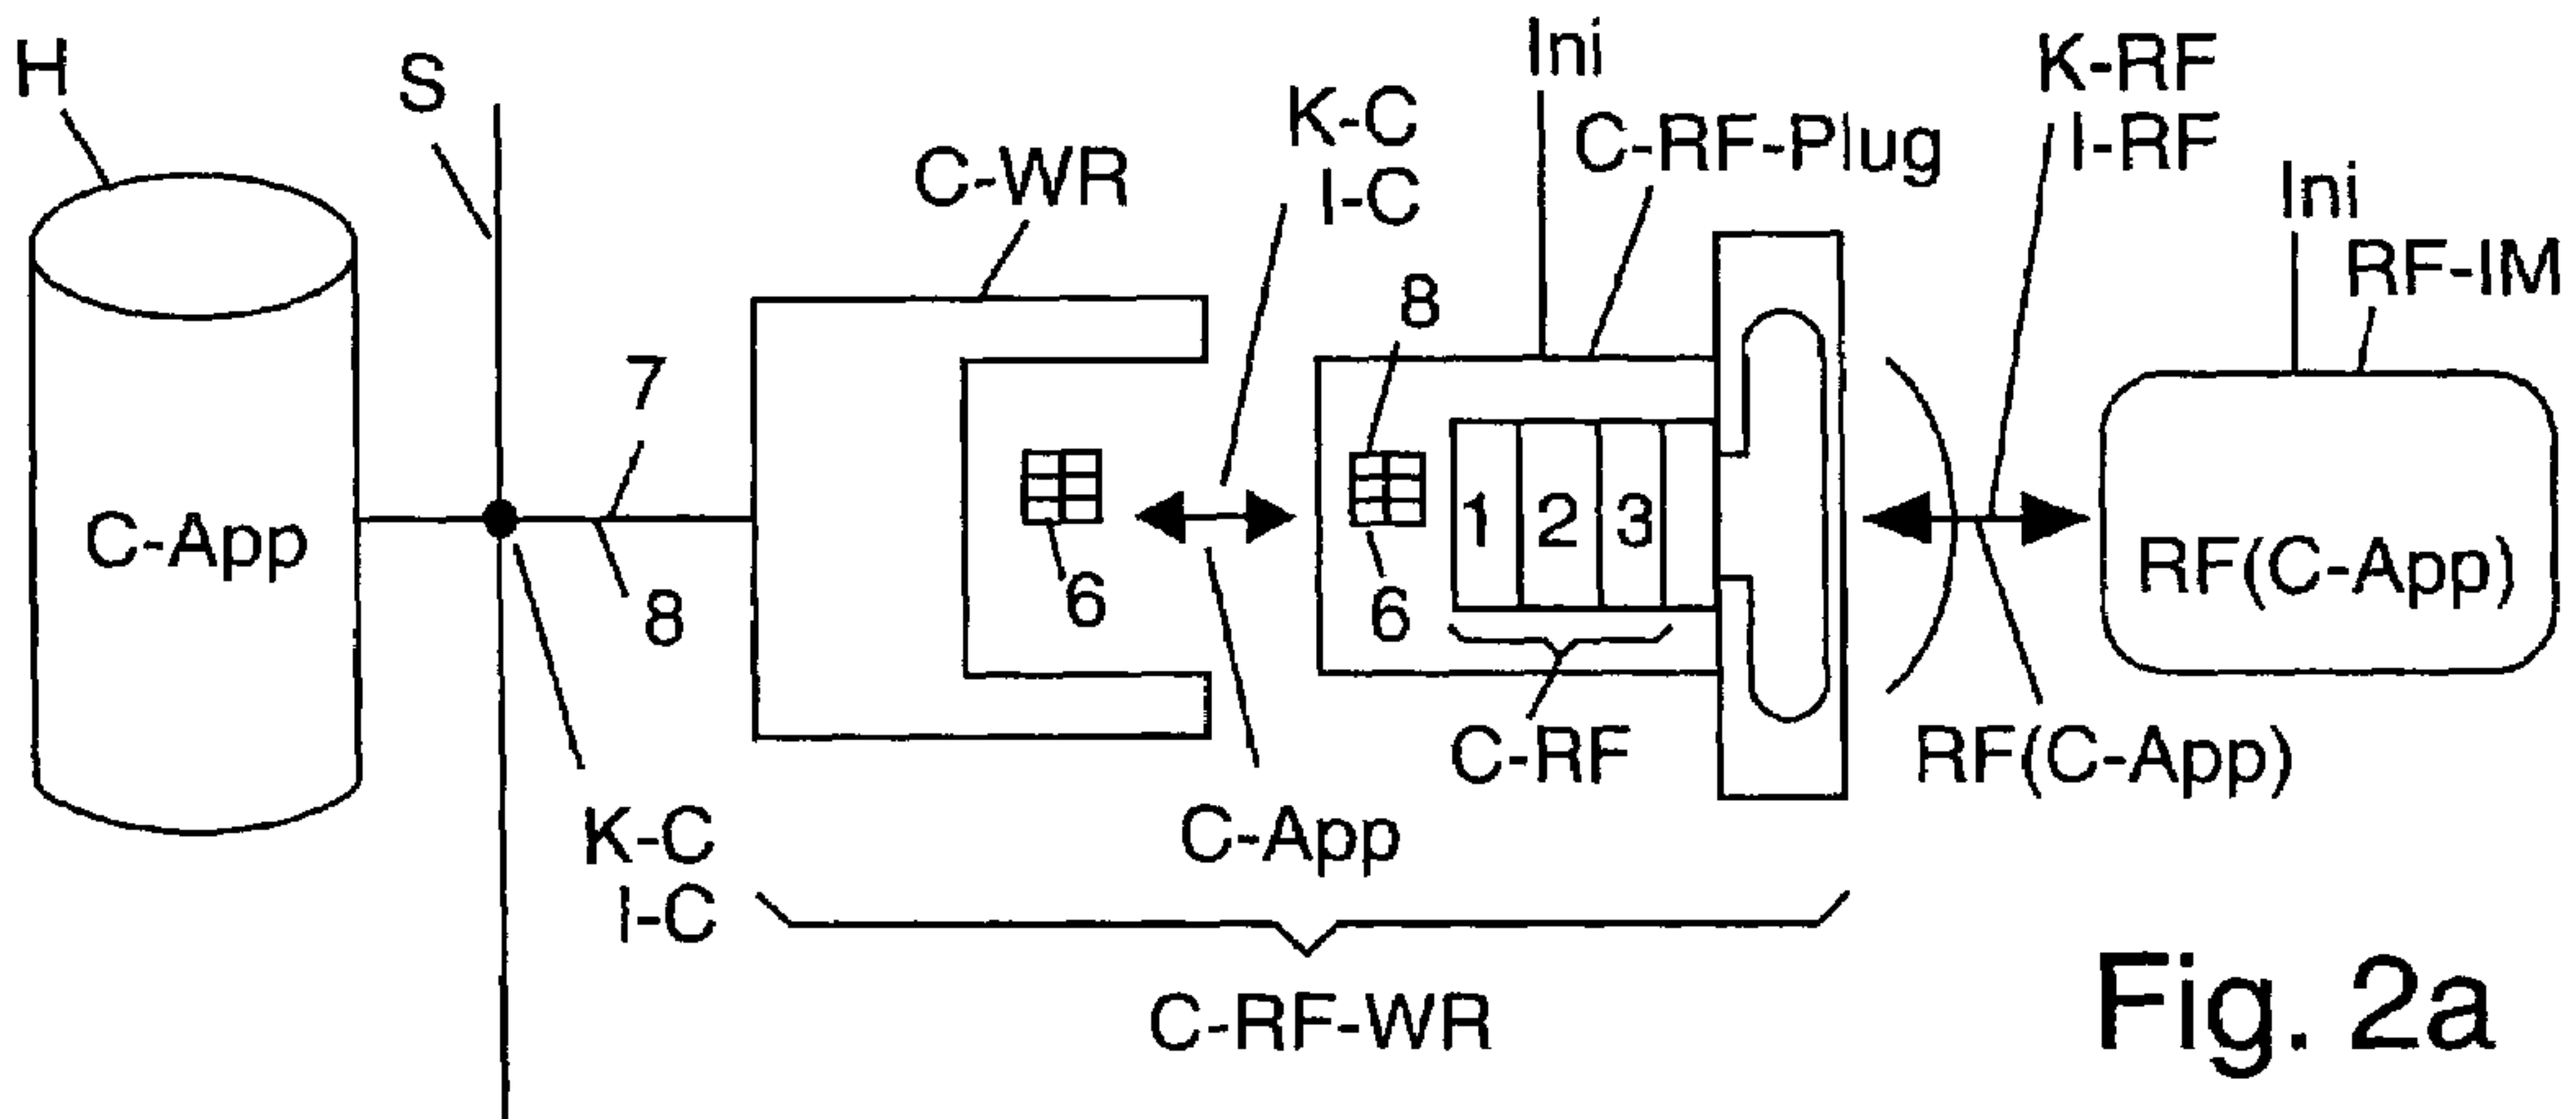 H
S
C-WR
K-C
I-C
Ini
C-RF-Plug
K-RF
I-RF
Ini
RF-IM
7
8
8
6
6
1 2 3
C-App
RF(C-App)
C-RF
RF(C-App)
K-C
I-C
C-App
C-RF-WR
Fig. 2a